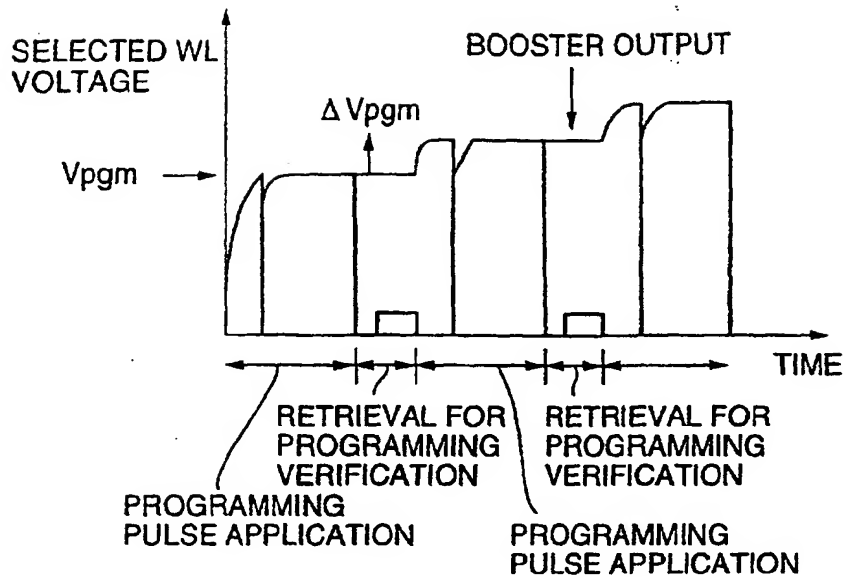 SELECTED WL
VOLTAGE
BOOSTER OUTPUT
Δ Vpgm
Vpgm
TIME
RETRIEVAL FOR
PROGRAMMING
VERIFICATION
RETRIEVAL FOR
PROGRAMMING
VERIFICATION
PROGRAMMING
PULSE APPLICATION
PROGRAMMING
PULSE APPLICATION